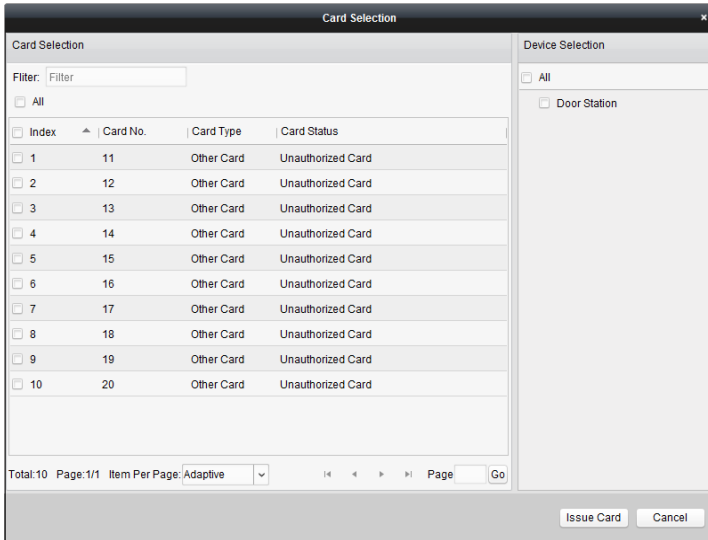 Card Selection ×
Card Selection
Fliter: Filter
All
Index Card No. Card Type Card Status
1 11 Other Card Unauthorized Card
2 12 Other Card Unauthorized Card
3 13 Other Card Unauthorized Card
4 14 Other Card Unauthorized Card
5 15 Other Card Unauthorized Card
6 16 Other Card Unauthorized Card
7 17 Other Card Unauthorized Card
8 18 Other Card Unauthorized Card
9 19 Other Card Unauthorized Card
10 20 Other Card Unauthorized Card
Total:10 Page:1/1 Item Per Page: Adaptive Page Go
Device Selection
All
Door Station
Issue Card Cancel